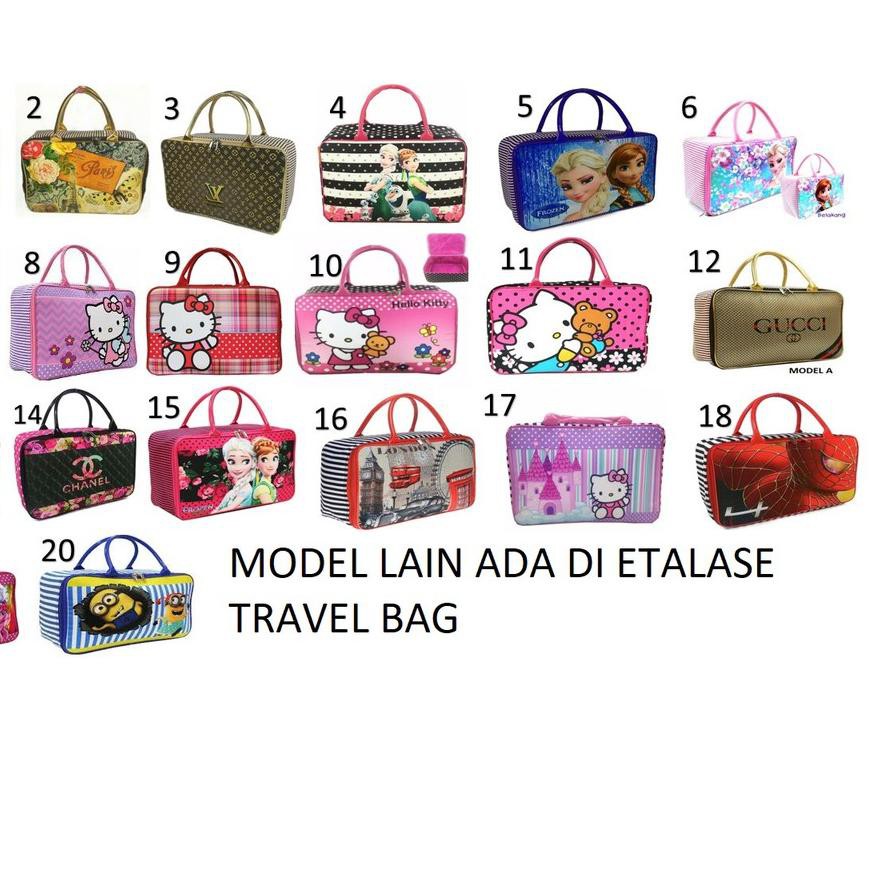 2
3
4
5
6
Paris
LV
FROZEN
Belakang
8
9
10
11
12
Hello Kitty
GUCCI
MODEL A
14
15
16
17
18
CHANEL
FROZEN
LONDON
20
MODEL LAIN ADA DI ETALASE
TRAVEL BAG